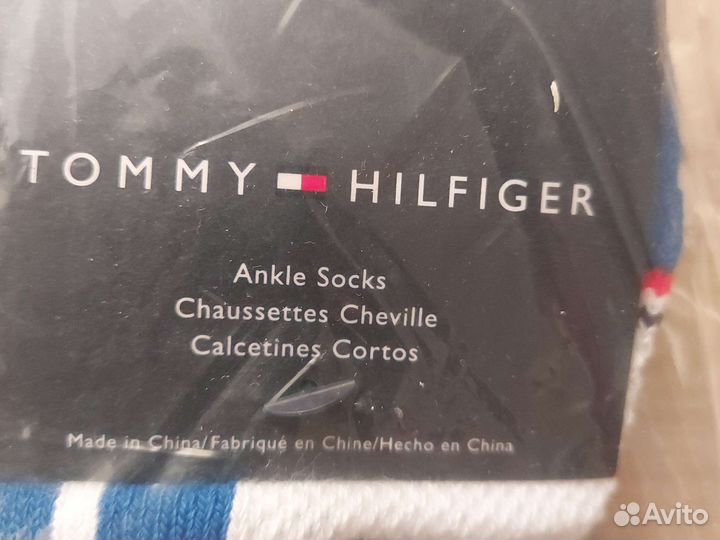 TOMMY HILFIGER
Ankle Socks
Chaussettes Cheville
Calcetines Cortos
Made in China/Fabriqué en Chine/Hecho en China
Avito